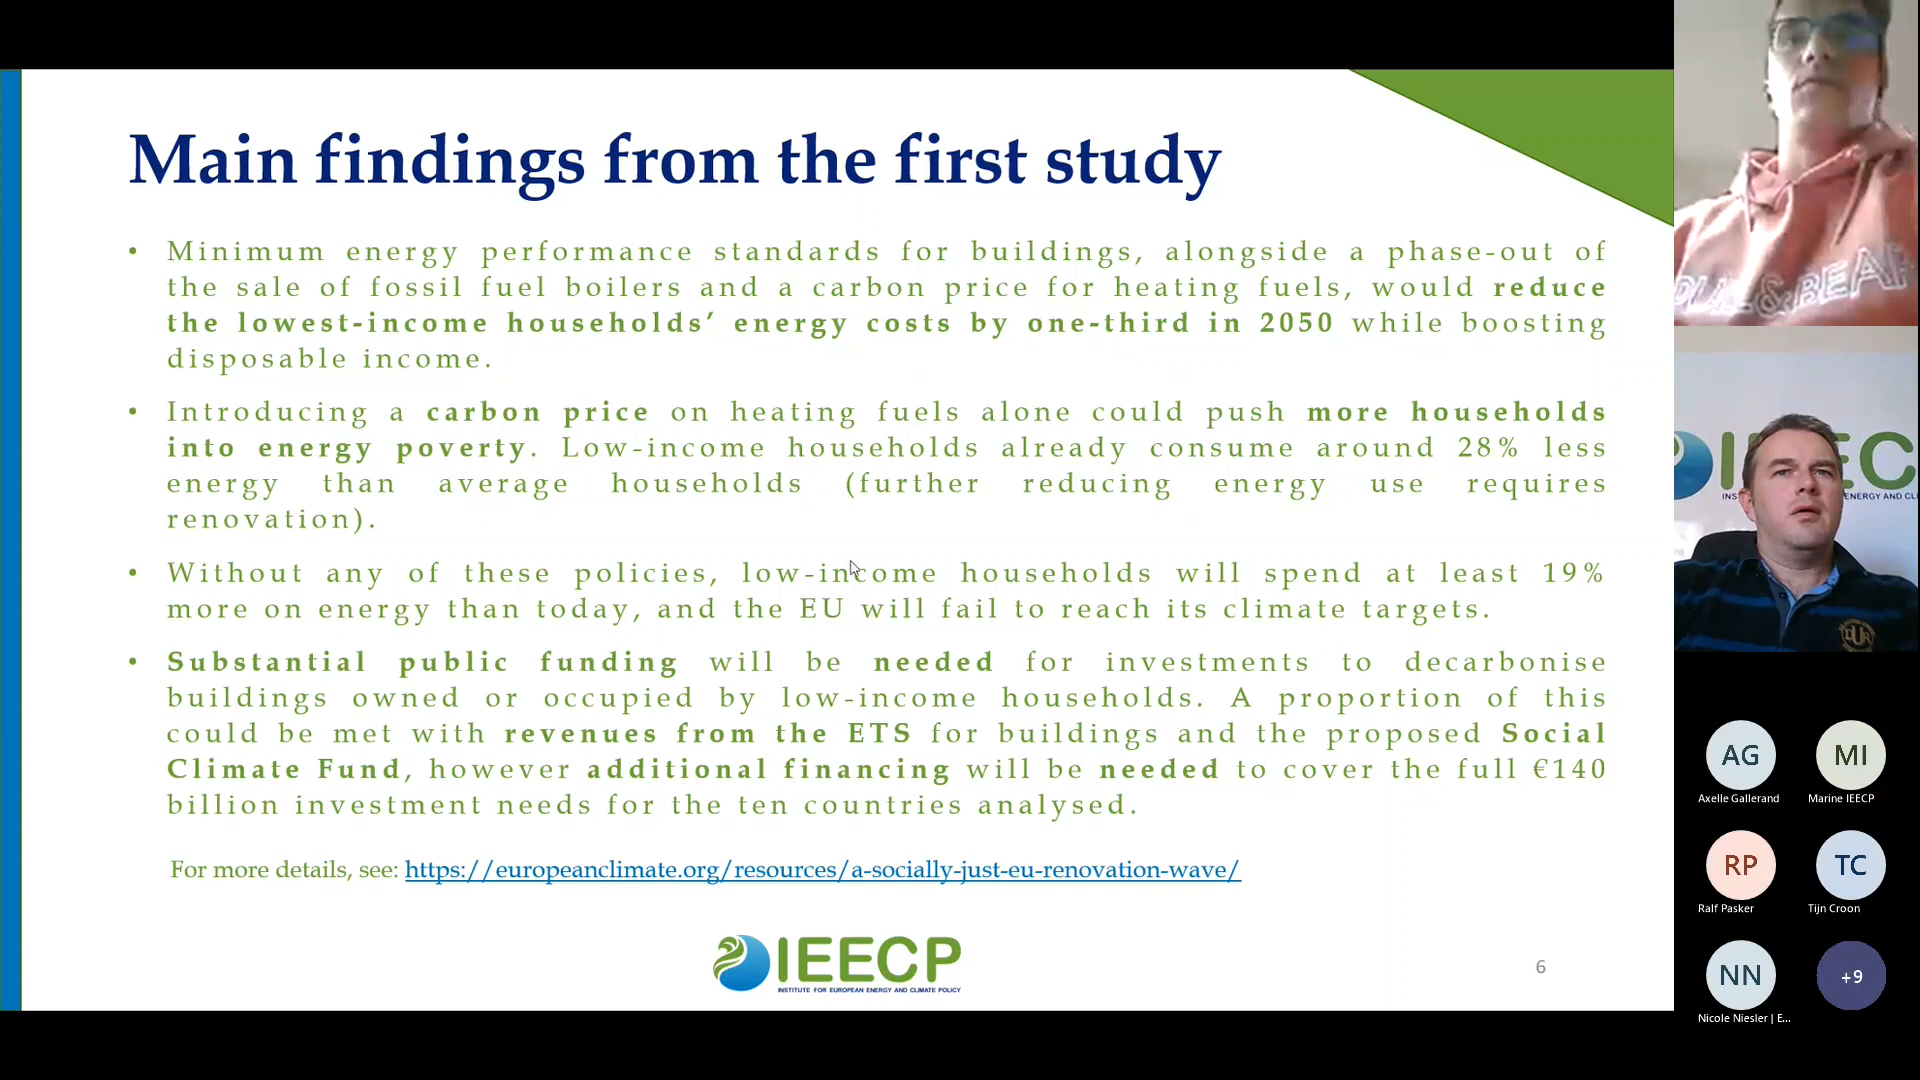 Main findings from the first study
• Minimum energy performance standards for buildings, alongside a phase-out of
the sale of fossil fuel boilers and a carbon price for heating fuels, would reduce
the lowest-income households’ energy costs by one-third in 2050 while boosting
disposable income.
• Introducing a carbon price on heating fuels alone could push more households
into energy poverty. Low-income households already consume around 28% less
energy than average households (further reducing energy use requires
renovation).
• Without any of these policies, low-income households will spend at least 19%
more on energy than today, and the EU will fail to reach its climate targets.
• Substantial public funding will be needed for investments to decarbonise
buildings owned or occupied by low-income households. A proportion of this
could be met with revenues from the ETS for buildings and the proposed Social
Climate Fund, however additional financing will be needed to cover the full €140
billion investment needs for the ten countries analysed.
For more details, see: https://europeanclimate.org/resources/a-socially-just-eu-renovation-wave/
IEECP
INSTITUTE FOR EUROPEAN ENERGY AND CLIMATE POLICY
6
&BEAR
IEEC
INS
ENERGY AND CLI
DUR
AG
MI
Axelle Gallerand
Marine IEECP
RP
TC
Ralf Pasker
Tijn Croon
NN
+9
Nicole Niesler | E...